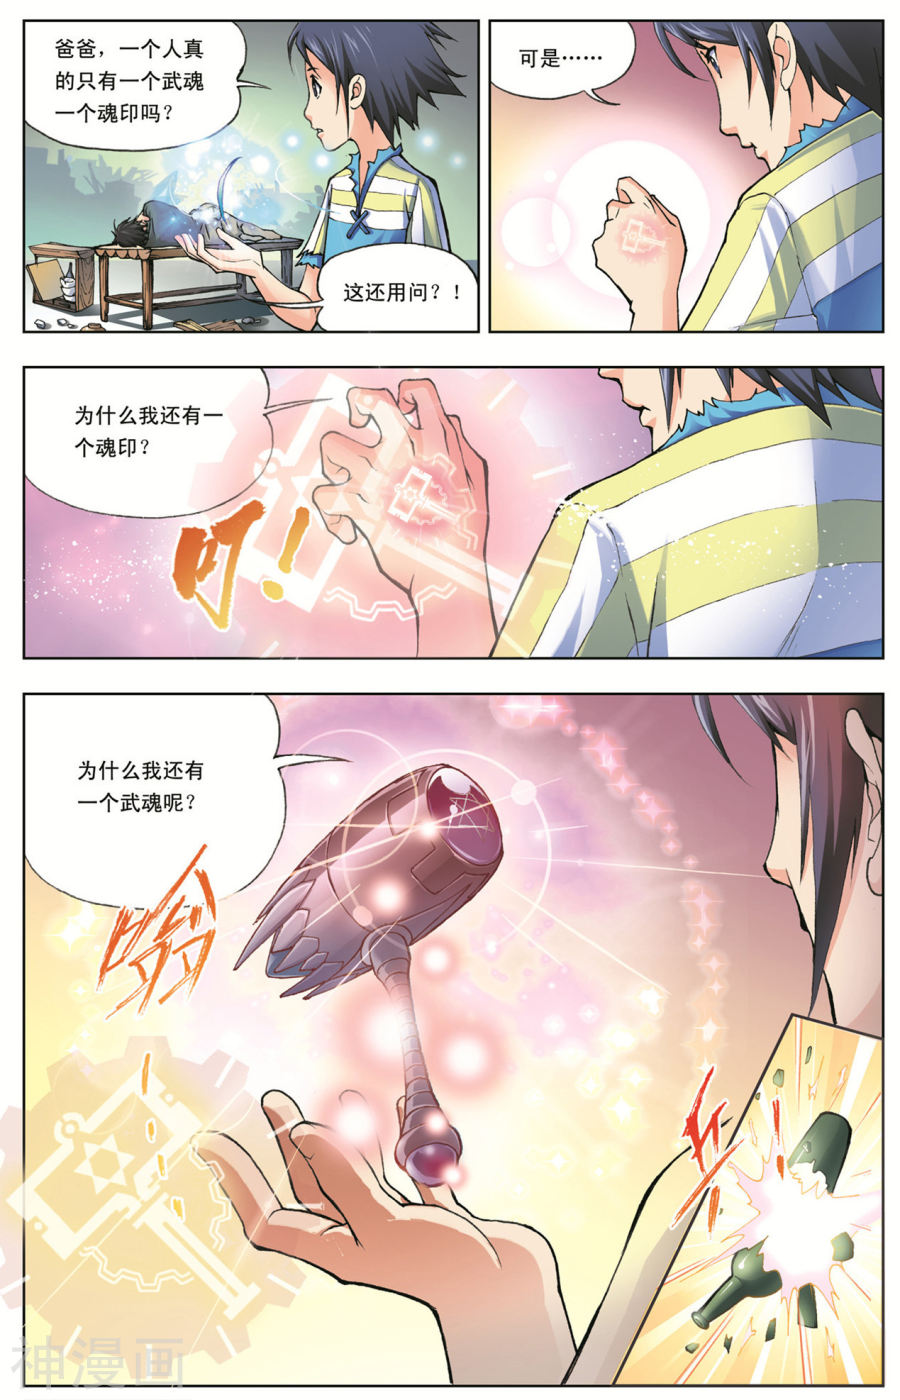 爸爸，一个人真
的只有一个武魂
一个魂印吗？
这还用问？！
可是……
为什么我还有一
个魂印？
叮！
为什么我还有
一个武魂呢？
嗡
乒！
神漫画